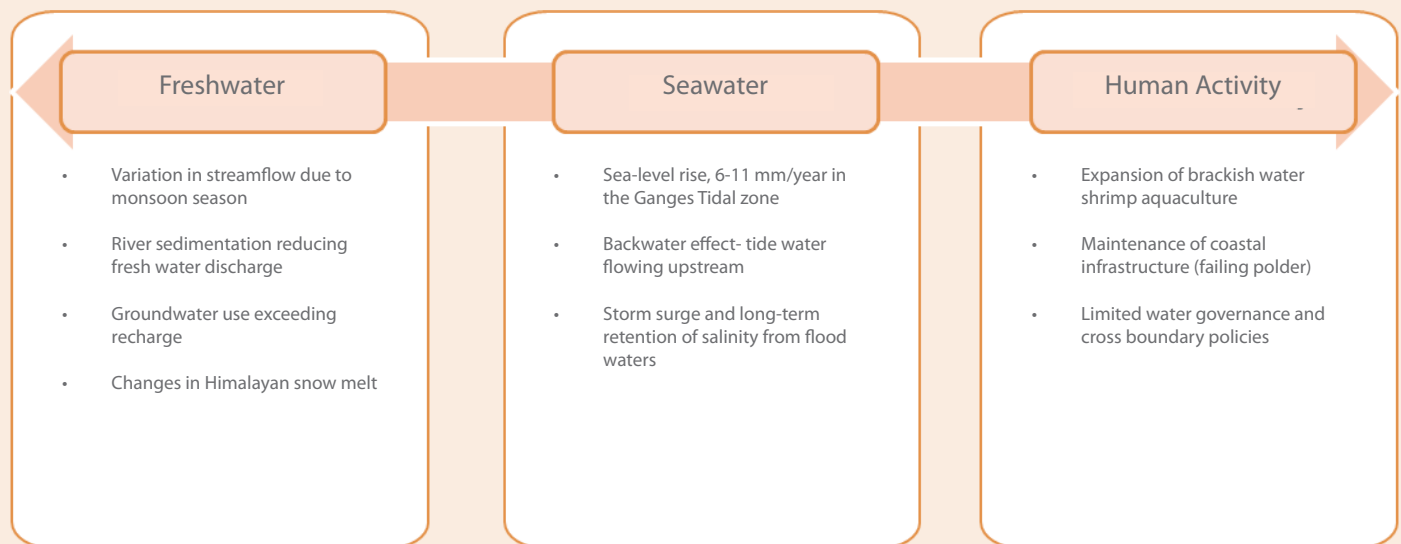 Freshwater
• Variation in streamflow due to
monsoon season
• River sedimentation reducing
fresh water discharge
• Groundwater use exceeding
recharge
• Changes in Himalayan snow melt
Seawater
• Sea-level rise, 6-11 mm/year in
the Ganges Tidal zone
• Backwater effect- tide water
flowing upstream
• Storm surge and long-term
retention of salinity from flood
waters
Human Activity
• Expansion of brackish water
shrimp aquaculture
• Maintenance of coastal
infrastructure (failing polder)
• Limited water governance and
cross boundary policies